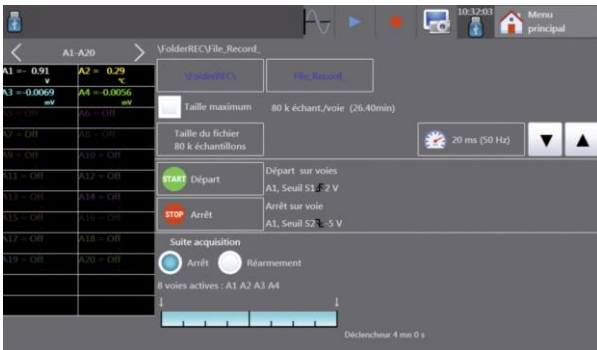 10:32:03
Menu
principal
A1-A20
\FolderREC\File_Record_
A1 =- 0.91
V
A2 = 0.29
℃
A3 =-0.0069
mV
A4 =-0.0056
mV
A5 = Off
A6 = Off
A7 = Off
A8 = Off
A9 = Off
A10 = Off
A11 = Off
A12 = Off
A13 = Off
A14 = Off
A15 = Off
A16 = Off
A17 = Off
A18 = Off
A19 = Off
A20 = Off
\FolderREC\
File_Record_
Taille maximum
80 k échant./voie (26.40min)
Taille du fichier
80 k échantillons
20 ms (50 Hz)
START Départ
Départ sur voies
A1, Seuil S1 2 V
STOP Arrêt
Arrêt sur voie
A1, Seuil S2 -5 V
Suite acquisition
Arrêt
Réarmement
8 voies actives : A1 A2 A3 A4
Déclencheur 4 mn 0 s